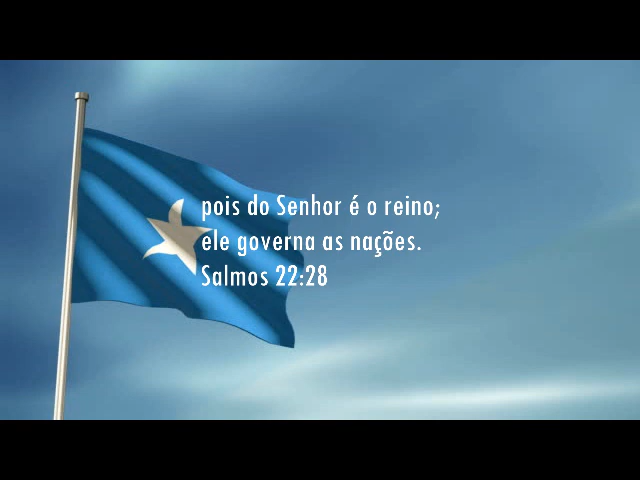 pois do Senhor é o reino;
ele governa as nações.
Salmos 22:28